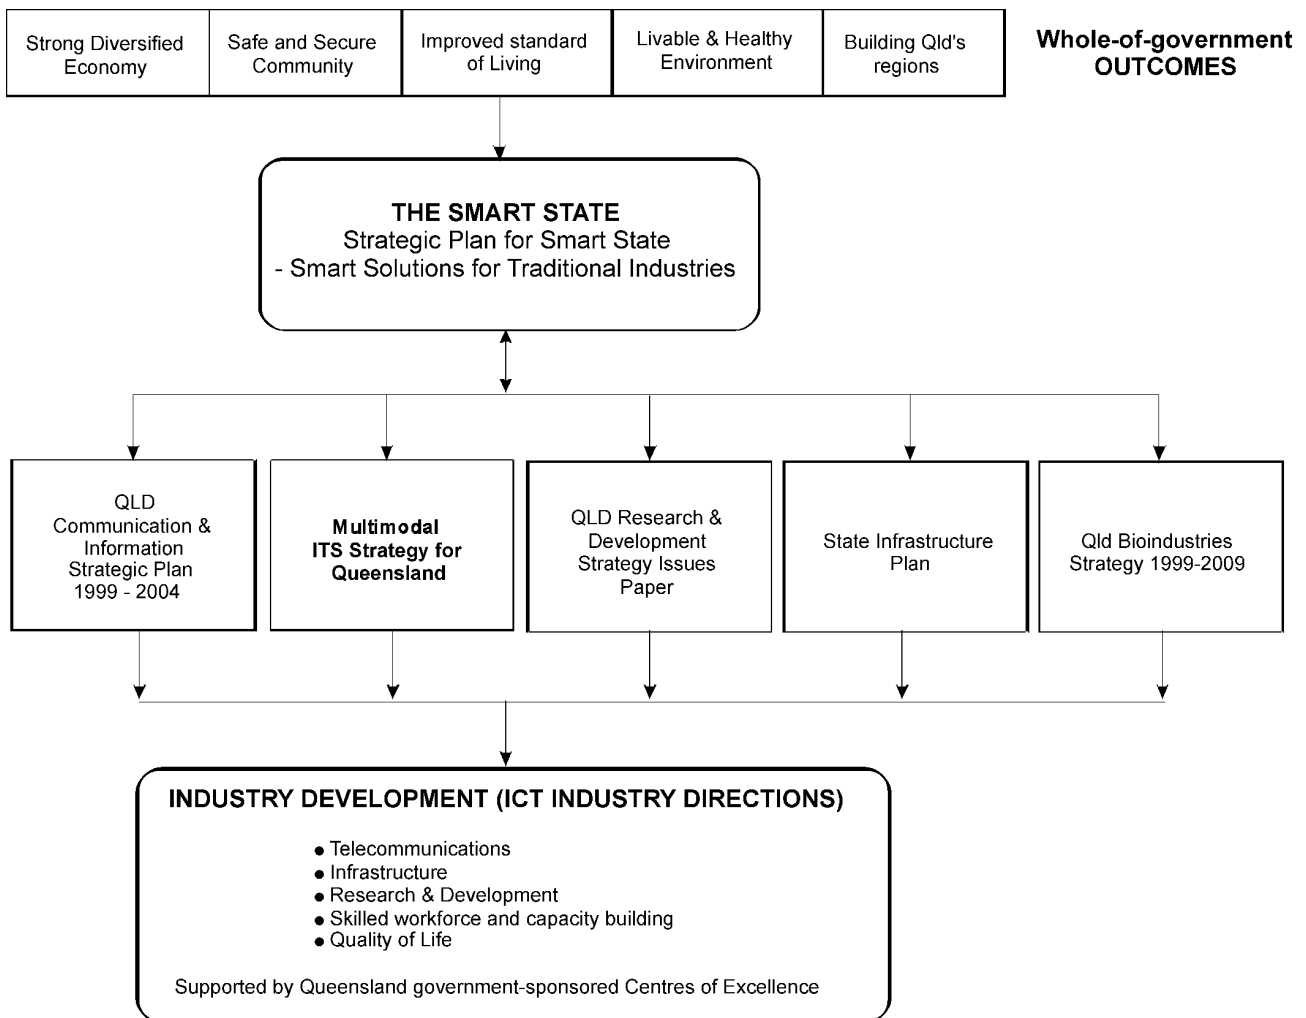 Strong Diversified
Economy
Safe and Secure
Community
Improved standard
of Living
Livable & Healthy
Environment
Building Qld's
regions
Whole-of-government
OUTCOMES
THE SMART STATE
Strategic Plan for Smart State
- Smart Solutions for Traditional Industries
QLD
Communication &
Information
Strategic Plan
1999 - 2004
Multimodal
ITS Strategy for
Queensland
QLD Research &
Development
Strategy Issues
Paper
State Infrastructure
Plan
Qld Bioindustries
Strategy 1999-2009
INDUSTRY DEVELOPMENT (ICT INDUSTRY DIRECTIONS)
● Telecommunications
● Infrastructure
● Research & Development
● Skilled workforce and capacity building
● Quality of Life
Supported by Queensland government-sponsored Centres of Excellence